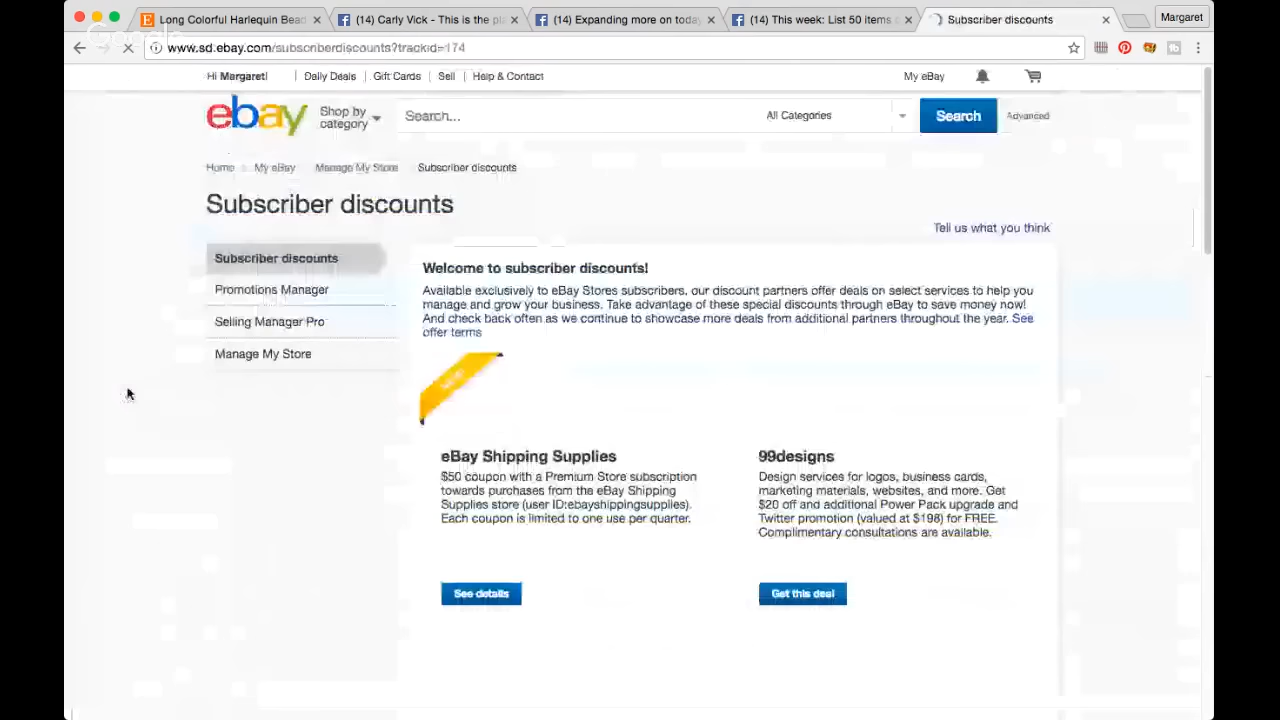 Long Colorful Harlequin Bead
(14) Carly Vick - This is the pla
(14) Expanding more on today
(14) This week: List 50 items
Subscriber discounts
Margaret
www.sd.ebay.com/subscriberdiscounts?trackid=174
Google
Hi Margaret!
Daily Deals
Gift Cards
Sell
Help & Contact
My eBay
ebay
Shop by
category
Search...
All Categories
Search
Advanced
Home
My eBay
Manage My Store
Subscriber discounts
Subscriber discounts
Tell us what you think
Subscriber discounts
Promotions Manager
Selling Manager Pro
Manage My Store
Welcome to subscriber discounts!
Available exclusively to eBay Stores subscribers, our discount partners offer deals on select services to help you
manage and grow your business. Take advantage of these special discounts through eBay to save money now!
And check back often as we continue to showcase more deals from additional partners throughout the year. See
offer terms
eBay Shipping Supplies
$50 coupon with a Premium Store subscription
towards purchases from the eBay Shipping
Supplies store (user ID:ebayshippingsupplies).
Each coupon is limited to one use per quarter.
See details
99designs
Design services for logos, business cards,
marketing materials, websites, and more. Get
$20 off and additional Power Pack upgrade and
Twitter promotion (valued at $198) for FREE.
Complimentary consultations are available.
Get this deal